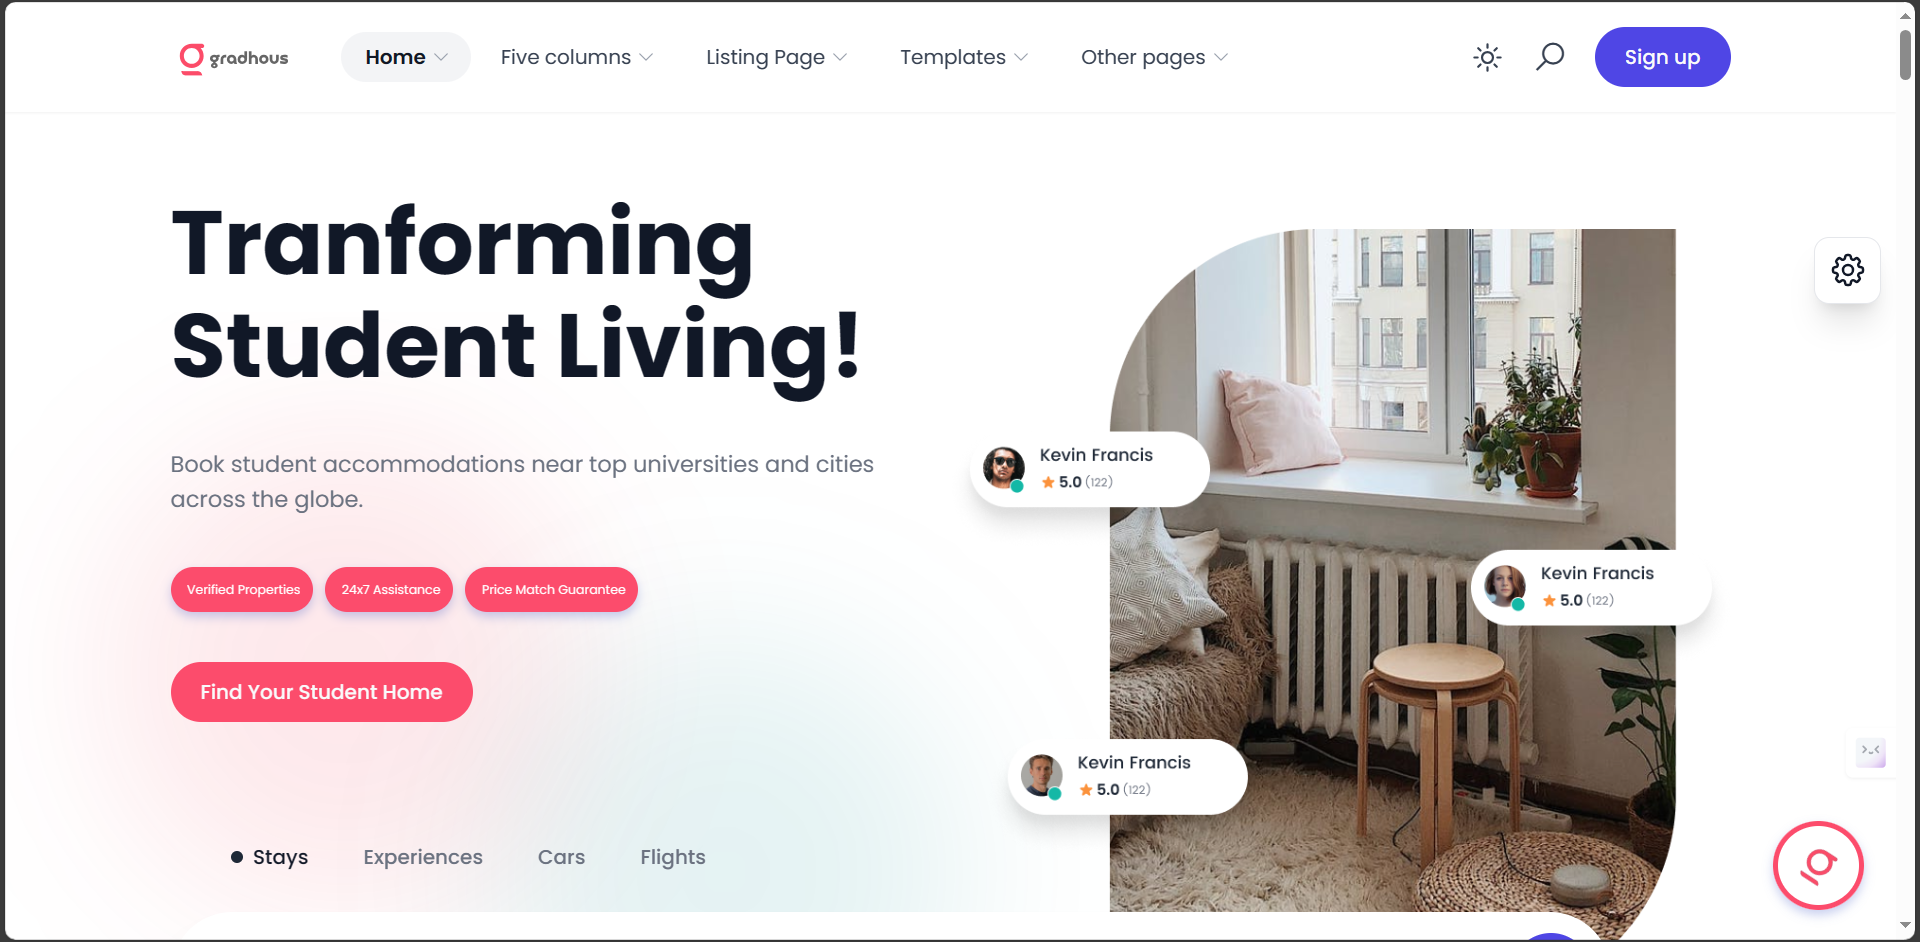 gradhous
Home
Five columns
Listing Page
Templates
Other pages
Sign up
Tranforming
Student Living!
Book student accommodations near top universities and cities
across the globe.
Verified Properties
24x7 Assistance
Price Match Guarantee
Find Your Student Home
Kevin Francis
5.0 (122)
Kevin Francis
5.0 (122)
Kevin Francis
5.0 (122)
Stays
Experiences
Cars
Flights